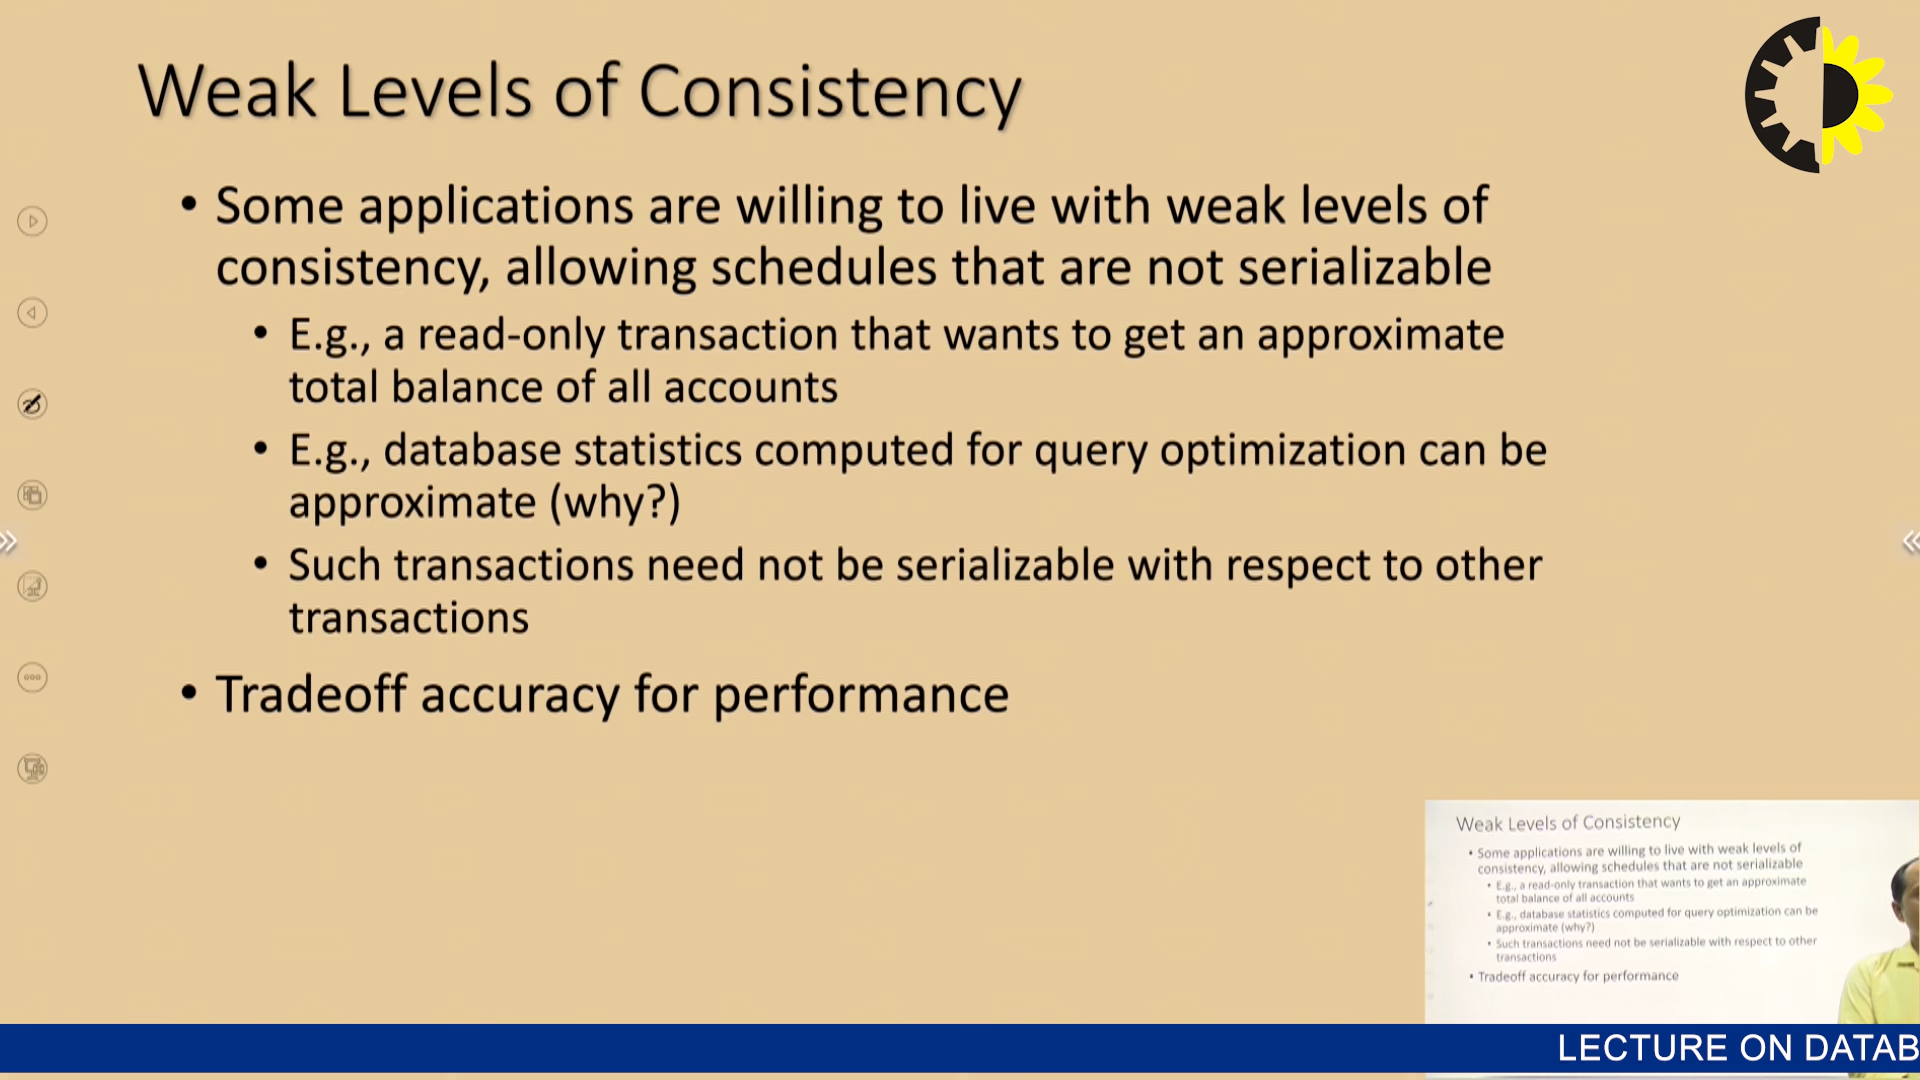 Weak Levels of Consistency
• Some applications are willing to live with weak levels of
consistency, allowing schedules that are not serializable
• E.g., a read-only transaction that wants to get an approximate
total balance of all accounts
• E.g., database statistics computed for query optimization can be
approximate (why?)
• Such transactions need not be serializable with respect to other
transactions
• Tradeoff accuracy for performance
Weak Levels of Consistency
• Some applications are willing to live with weak levels of
consistency, allowing schedules that are not serializable
• E.g., a read-only transaction that wants to get an approximate
total balance of all accounts
• E.g., database statistics computed for query optimization can be
approximate (why?)
• Such transactions need not be serializable with respect to other
transactions
• Tradeoff accuracy for performance
LECTURE ON DATAB